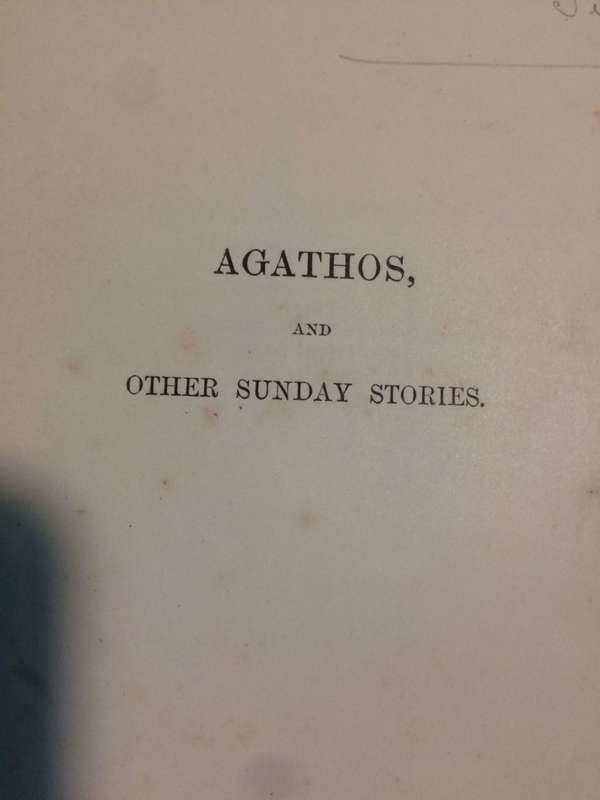 AGATHOS,
AND
OTHER SUNDAY STORIES.